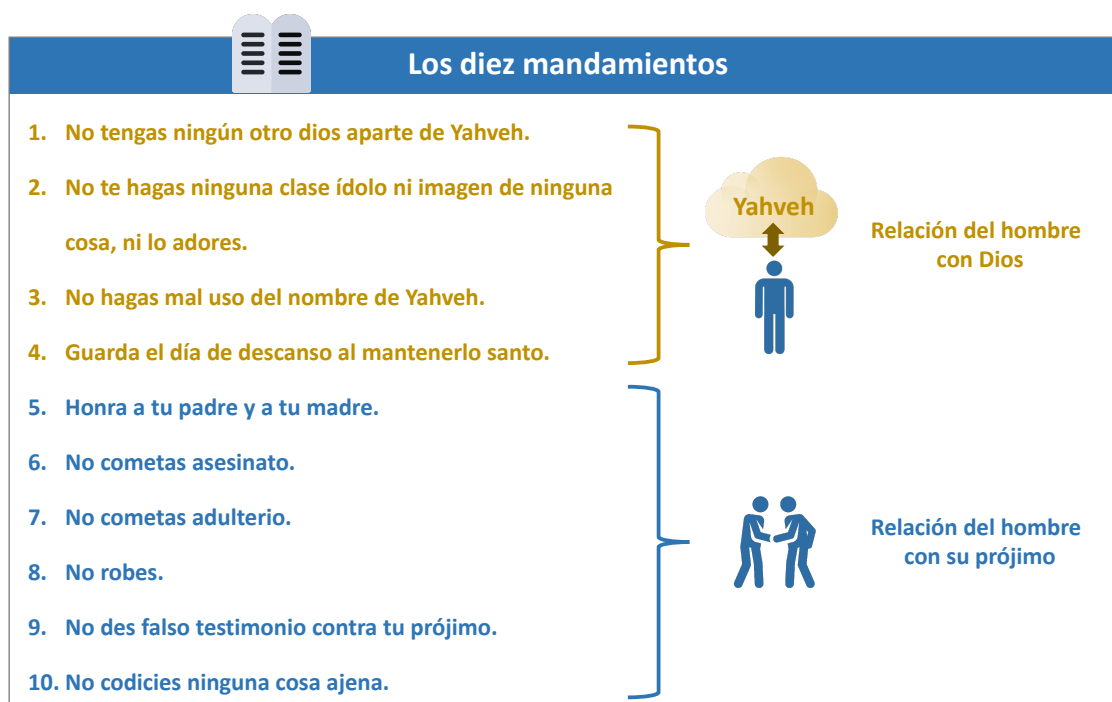 Los diez mandamientos
1. No tengas ningún otro dios aparte de Yahveh.
2. No te hagas ninguna clase ídolo ni imagen de ninguna
cosa, ni lo adores.
3. No hagas mal uso del nombre de Yahveh.
4. Guarda el día de descanso al mantenerlo santo.
Yahveh
Relación del hombre
con Dios
5. Honra a tu padre y a tu madre.
6. No cometas asesinato.
7. No cometas adulterio.
8. No robes.
9. No des falso testimonio contra tu prójimo.
10. No codicies ninguna cosa ajena.
Relación del hombre
con su prójimo